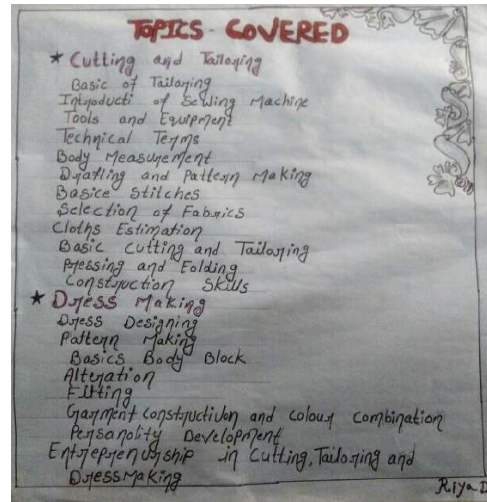 TOPICS COVERED
★ Cutting and Tailoring
Basic of Tailoring
Introducti of Sewing Machine
Tools and Equipment
Technical Terms
Body Measurement
Drafting and Pattern Making
Basice Stitches
Selection of Fabrics
Cloths Estimation
Basic Cutting and Tailoring
Pressing and Folding
Construction Skills
★ Dress Making
Dress Designing
Pattern Making
Basics Body Block
Alteration
Fitting
Garment construction and colour combination
Personality Development
Entrepreneurship in Cutting, Tailoring and
Dressmaking
Riya D